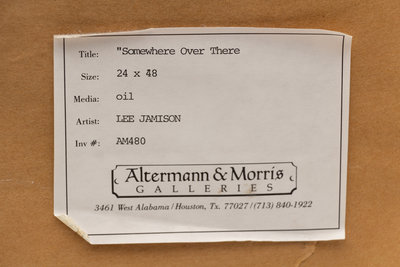 Title: "Somewhere Over There
Size: 24 x 48
Media: oil
Artist: LEE JAMISON
Inv #: AM480
Altermann & Morris
GALLERIES
3461 West Alabama/Houston, Tx. 77027/(713) 840-1922